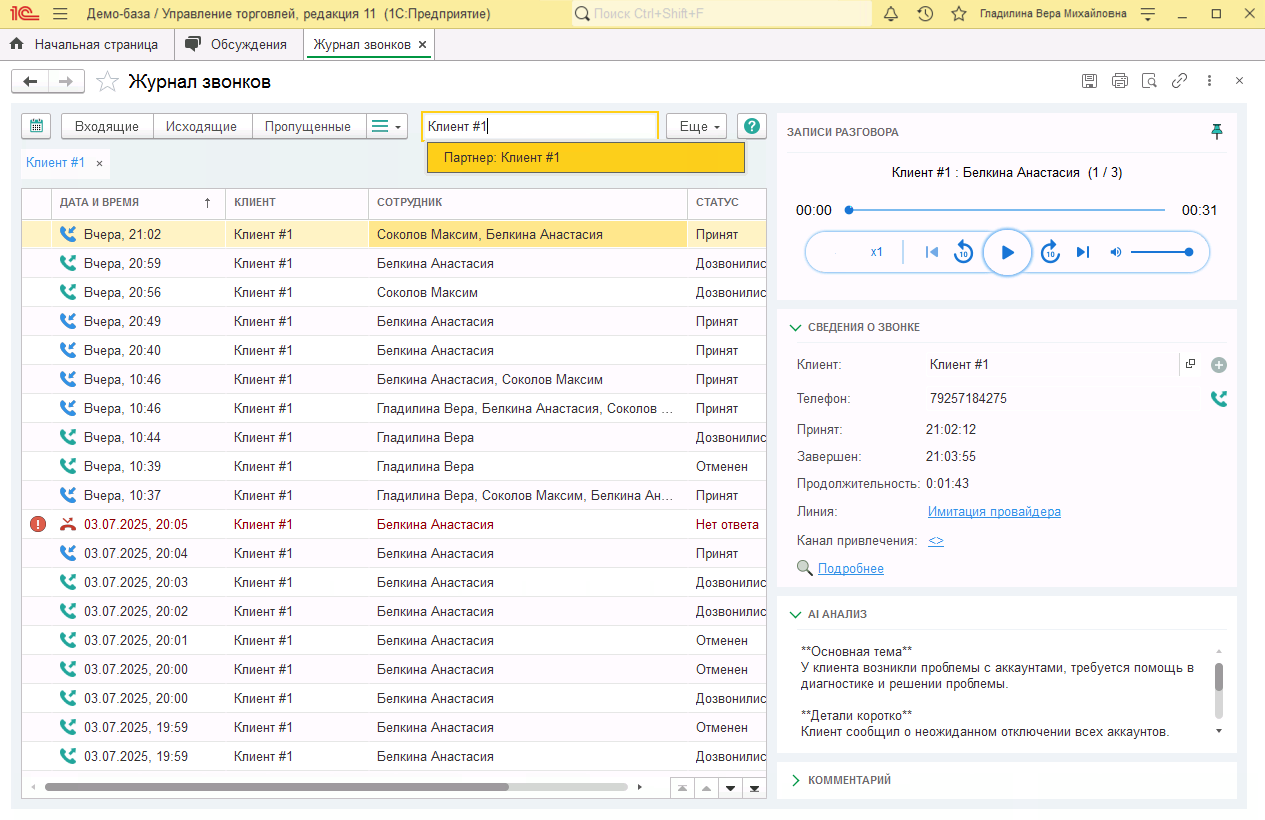 1С Демо-база / Управление торговлей, редакция 11 (1С:Предприятие) Поиск Ctrl+Shift+F Гладилина Вера Михайловна
Начальная страница Обсуждения Журнал звонков ×
Журнал звонков
Входящие Исходящие Пропущенные Клиент #1 Еще ?
Партнер: Клиент #1
Клиент #1 ×
ДАТА И ВРЕМЯ ↑ КЛИЕНТ СОТРУДНИК СТАТУС
Вчера, 21:02 Клиент #1 Соколов Максим, Белкина Анастасия Принят
Вчера, 20:59 Клиент #1 Белкина Анастасия Дозвонилис
Вчера, 20:56 Клиент #1 Соколов Максим Дозвонилис
Вчера, 20:49 Клиент #1 Белкина Анастасия Принят
Вчера, 20:40 Клиент #1 Белкина Анастасия Принят
Вчера, 10:46 Клиент #1 Белкина Анастасия, Соколов Максим Принят
Вчера, 10:46 Клиент #1 Гладилина Вера, Белкина Анастасия, Соколов ... Принят
Вчера, 10:44 Клиент #1 Гладилина Вера Дозвонилис
Вчера, 10:39 Клиент #1 Гладилина Вера Отменен
Вчера, 10:37 Клиент #1 Гладилина Вера, Соколов Максим, Белкина Ан... Принят
03.07.2025, 20:05 Клиент #1 Белкина Анастасия Нет ответа
03.07.2025, 20:04 Клиент #1 Белкина Анастасия Принят
03.07.2025, 20:03 Клиент #1 Белкина Анастасия Дозвонилис
03.07.2025, 20:02 Клиент #1 Белкина Анастасия Дозвонилис
03.07.2025, 20:01 Клиент #1 Белкина Анастасия Отменен
03.07.2025, 20:00 Клиент #1 Белкина Анастасия Отменен
03.07.2025, 20:00 Клиент #1 Белкина Анастасия Дозвонилис
03.07.2025, 19:59 Клиент #1 Белкина Анастасия Отменен
03.07.2025, 19:59 Клиент #1 Белкина Анастасия Дозвонилис
ЗАПИСИ РАЗГОВОРА
Клиент #1 : Белкина Анастасия (1 / 3)
00:00 00:31
x1 10 10
СВЕДЕНИЯ О ЗВОНКЕ
Клиент: Клиент #1
Телефон: 79257184275
Принят: 21:02:12
Завершен: 21:03:55
Продолжительность: 0:01:43
Линия: Имитация провайдера
Канал привлечения: <>
Подробнее
AI АНАЛИЗ
**Основная тема**
У клиента возникли проблемы с аккаунтами, требуется помощь в
диагностике и решении проблемы.
**Детали коротко**
Клиент сообщил о неожиданном отключении всех аккаунтов.
КОММЕНТАРИЙ